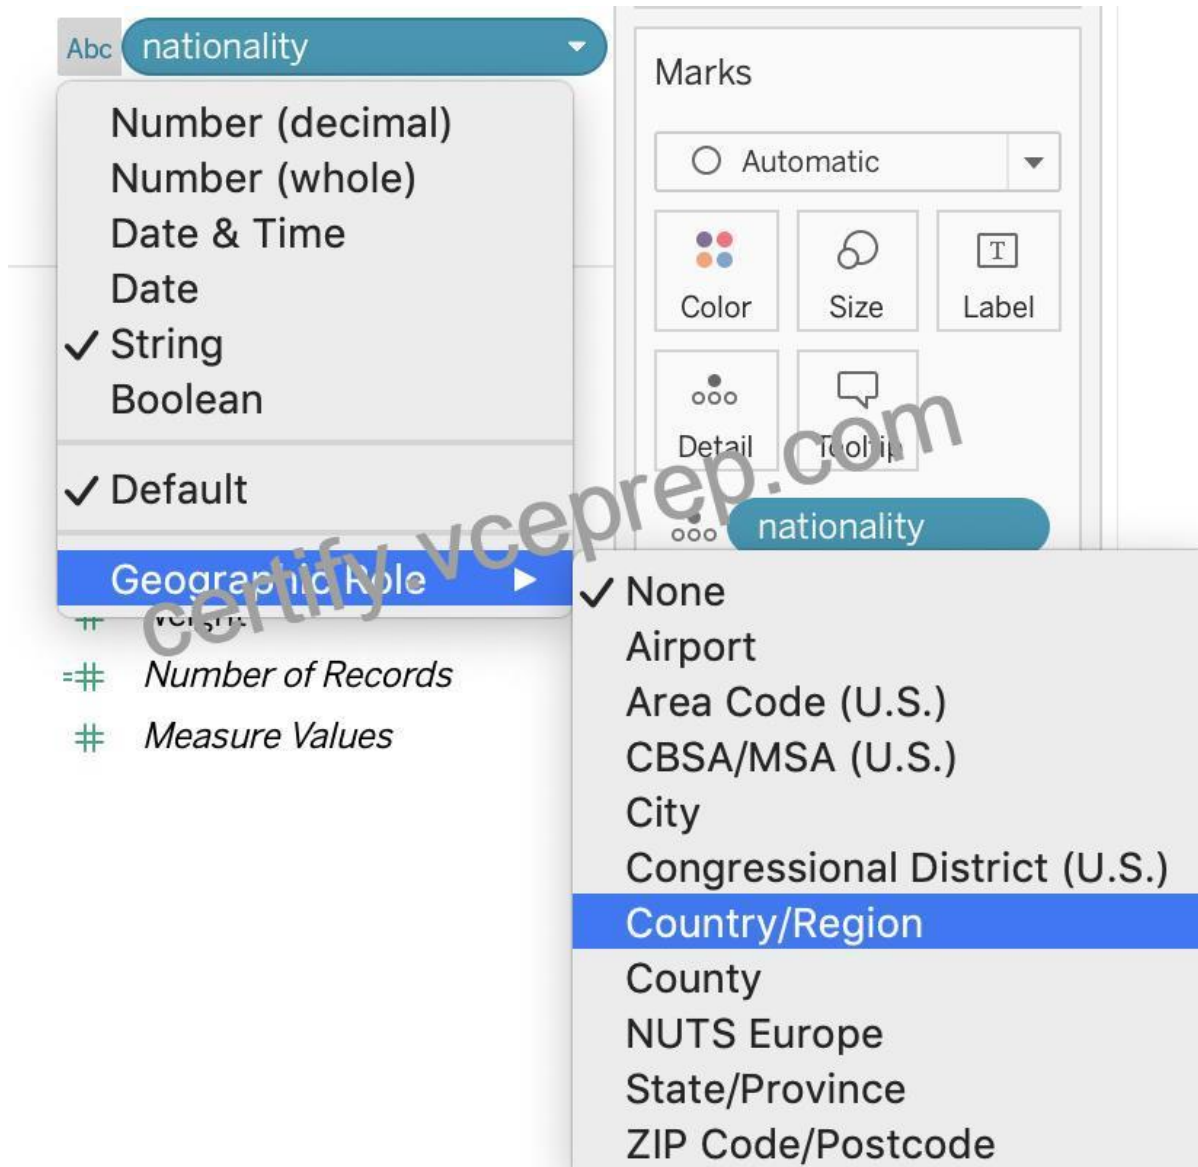 Abc nationality
Number (decimal)
Number (whole)
Date & Time
Date
String
Boolean
Default
Geographic Role
Weight
Number of Records
Measure Values
Marks
Automatic
Color Size Label
Detail Tooltip
nationality
None
Airport
Area Code (U.S.)
CBSA/MSA (U.S.)
City
Congressional District (U.S.)
Country/Region
County
NUTS Europe
State/Province
ZIP Code/Postcode
certify.vceprep.com